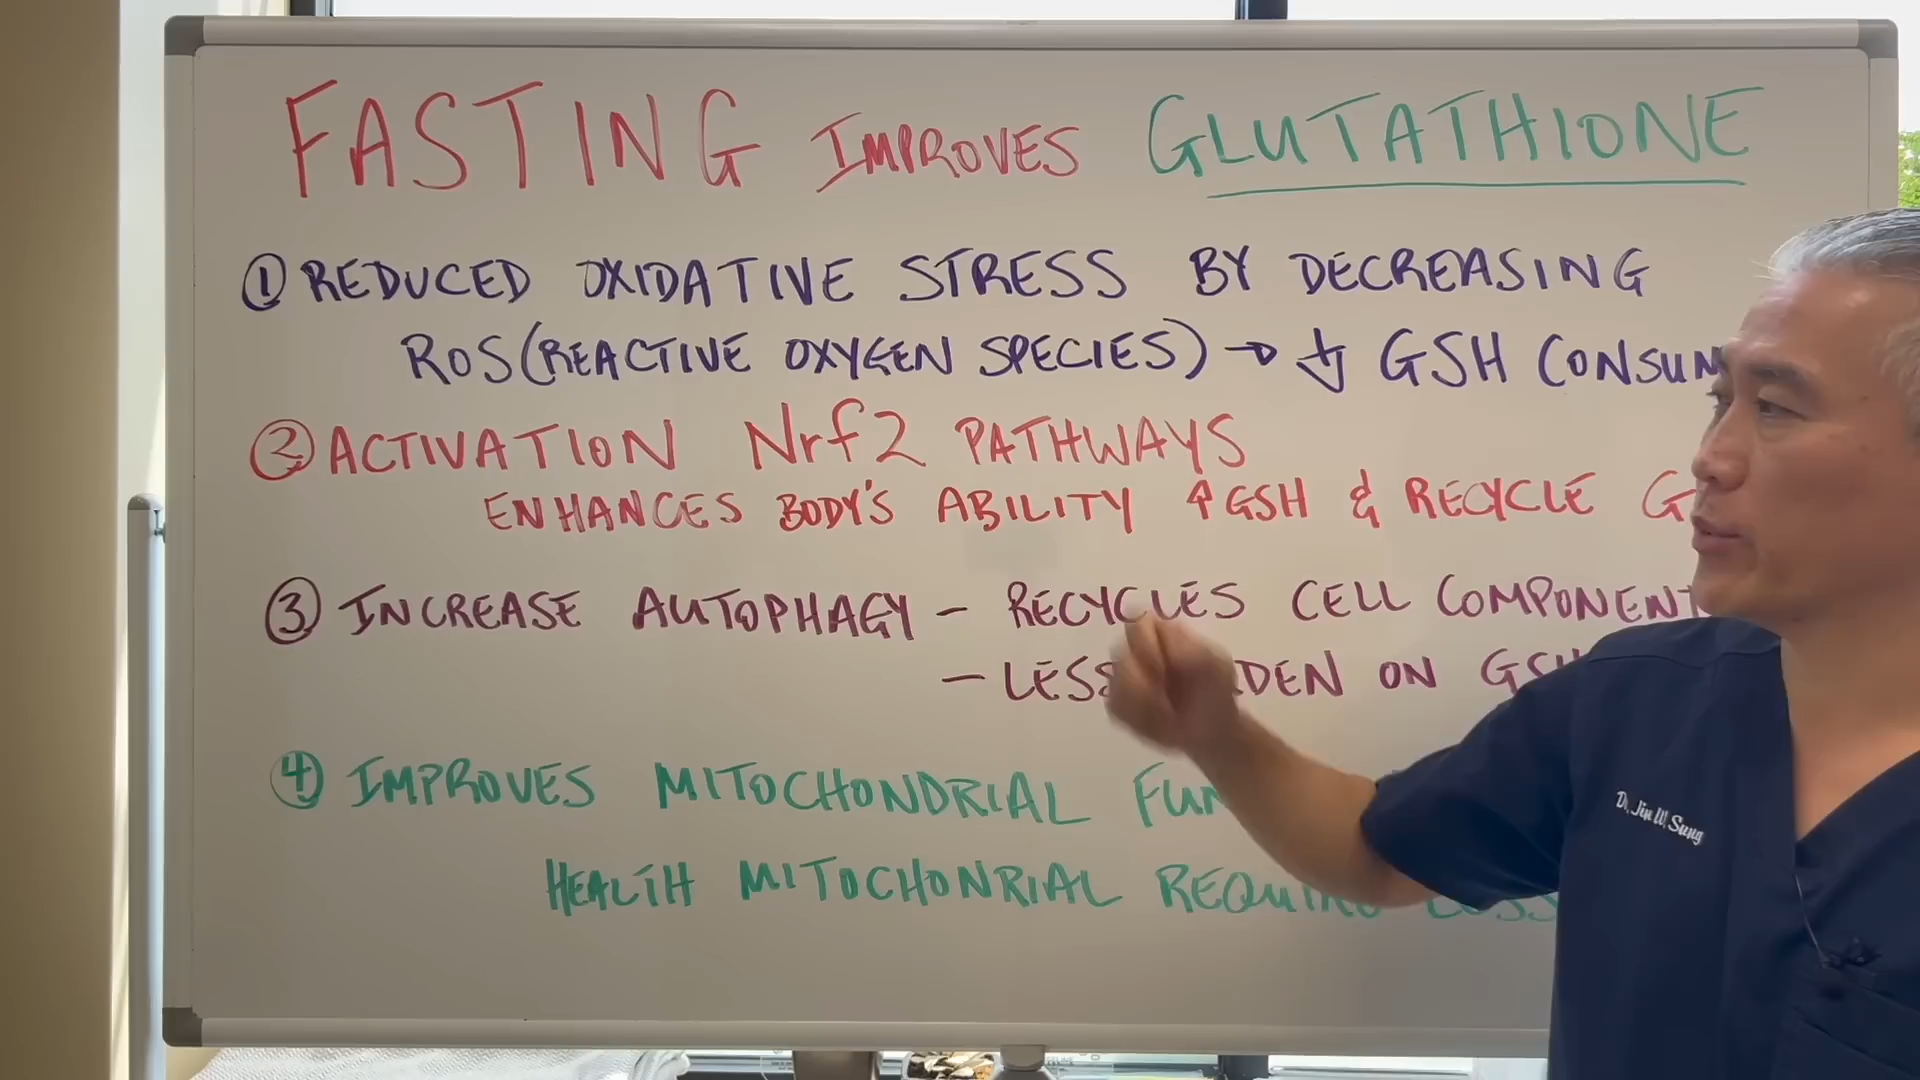 FASTING IMPROVES GLUTATHIONE
① REDUCED OXIDATIVE STRESS BY DECREASING
ROS (REACTIVE OXYGEN SPECIES) → ↓ GSH
② ACTIVATION Nrf2 PATHWAYS
ENHANCES BODY'S ABILITY ↑ GSH & RECYCLE
③ INCREASE AUTOPHAGY - RECYCLES CELL
- LESS ON
④ IMPROVES MITOCHONDRIAL
HEALTH MITOCHONRIAL
Dr. Jin W. Sung